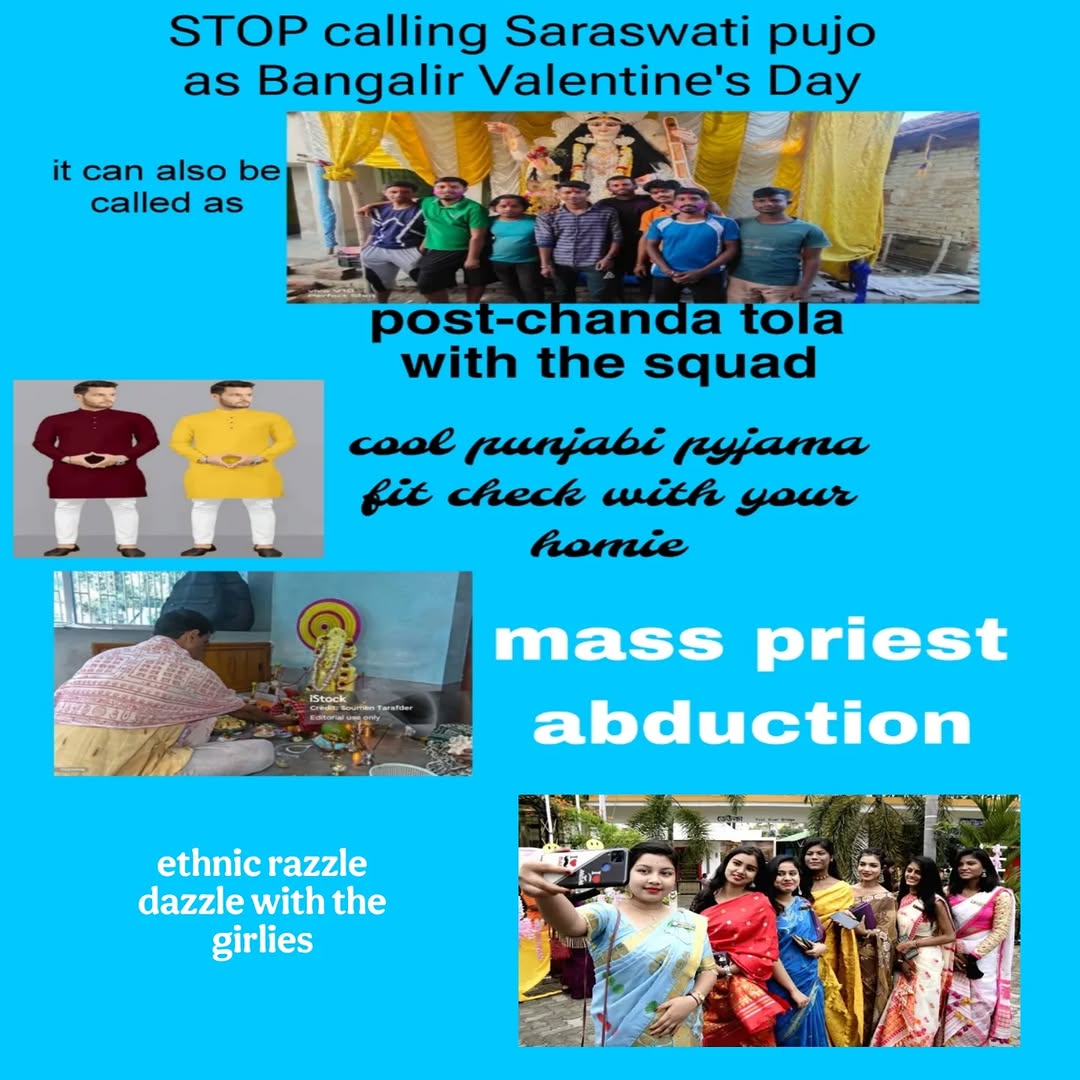 STOP calling Saraswati pujo
as Bangalir Valentine's Day
it can also be
called as
post-chanda tola
with the squad
cool punjabi pyjama
fit check with your
homie
iStock
Credit: Soumen Tarafder
Editorial use only
mass priest
abduction
ethnic razzle
dazzle with the
girlies